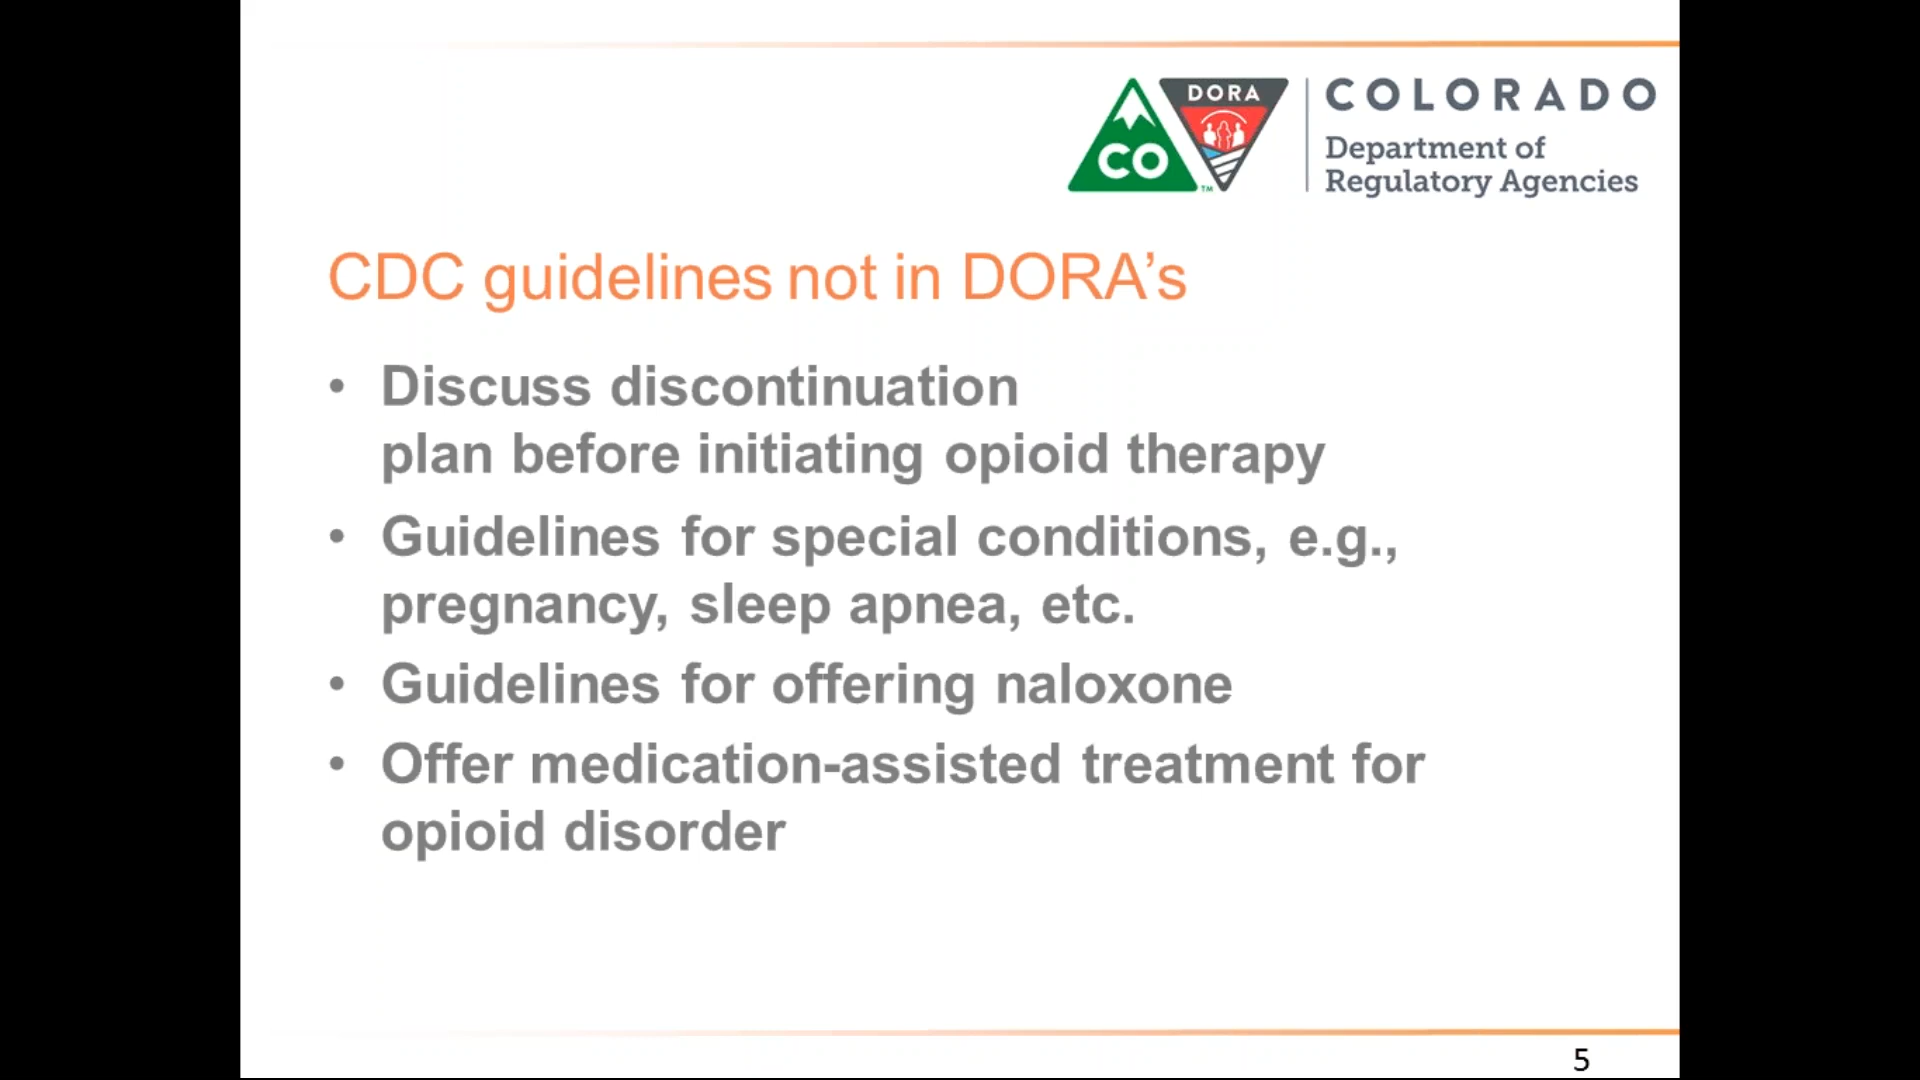 CO
TM
DORA
COLORADO
Department of
Regulatory Agencies
CDC guidelines not in DORA’s
• Discuss discontinuation
plan before initiating opioid therapy
• Guidelines for special conditions, e.g.,
pregnancy, sleep apnea, etc.
• Guidelines for offering naloxone
• Offer medication-assisted treatment for
opioid disorder
5